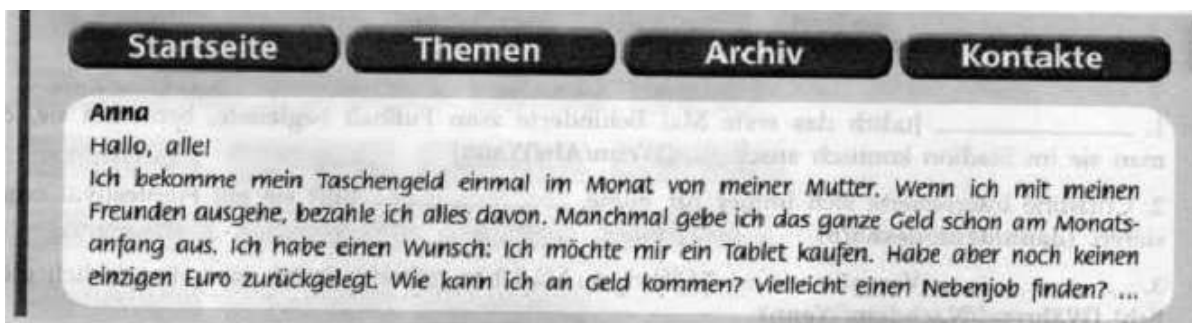 Startseite Themen Archiv Kontakte
Anna
Hallo, alle!
Ich bekomme mein Taschengeld einmal im Monat von meiner Mutter. Wenn ich mit meinen
Freunden ausgehe, bezahle ich alles davon. Manchmal gebe ich das ganze Geld schon am Monats-
anfang aus. Ich habe einen Wunsch: Ich möchte mir ein Tablet kaufen. Habe aber noch keinen
einzigen Euro zurückgelegt. Wie kann ich an Geld kommen? Vielleicht einen Nebenjob finden? ...